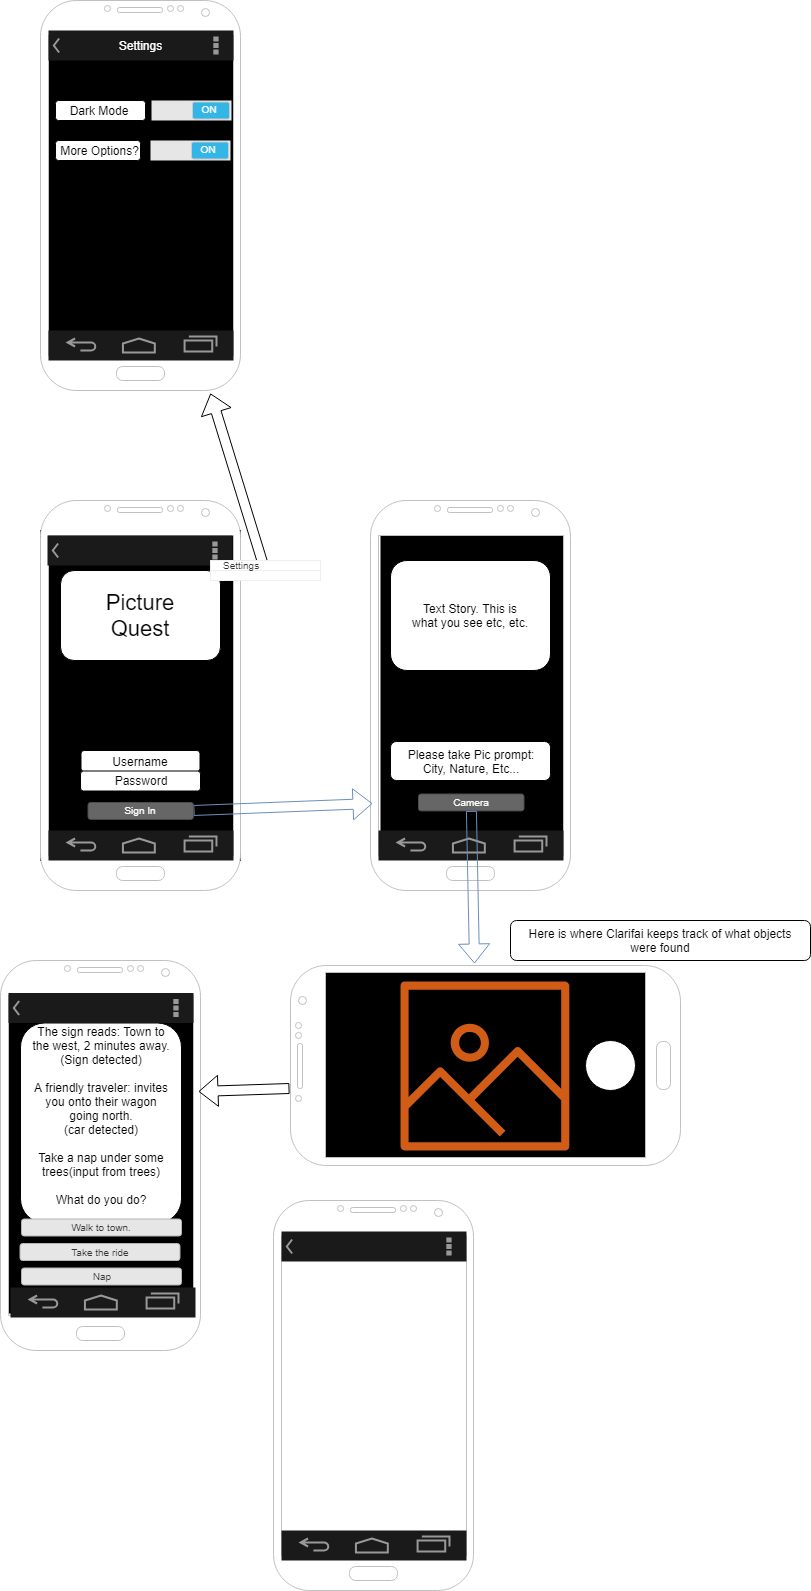 Settings
Dark Mode
ON
More Options?
ON
Settings
Picture
Quest
Username
Password
Sign In
Text Story. This is
what you see etc, etc.
Please take Pic prompt:
City, Nature, Etc...
Camera
Here is where Clarifai keeps track of what objects
were found
The sign reads: Town to
the west, 2 minutes away.
(Sign detected)
A friendly traveler: invites
you onto their wagon
going north.
(car detected)
Take a nap under some
trees(input from trees)
What do you do?
Walk to town.
Take the ride
Nap